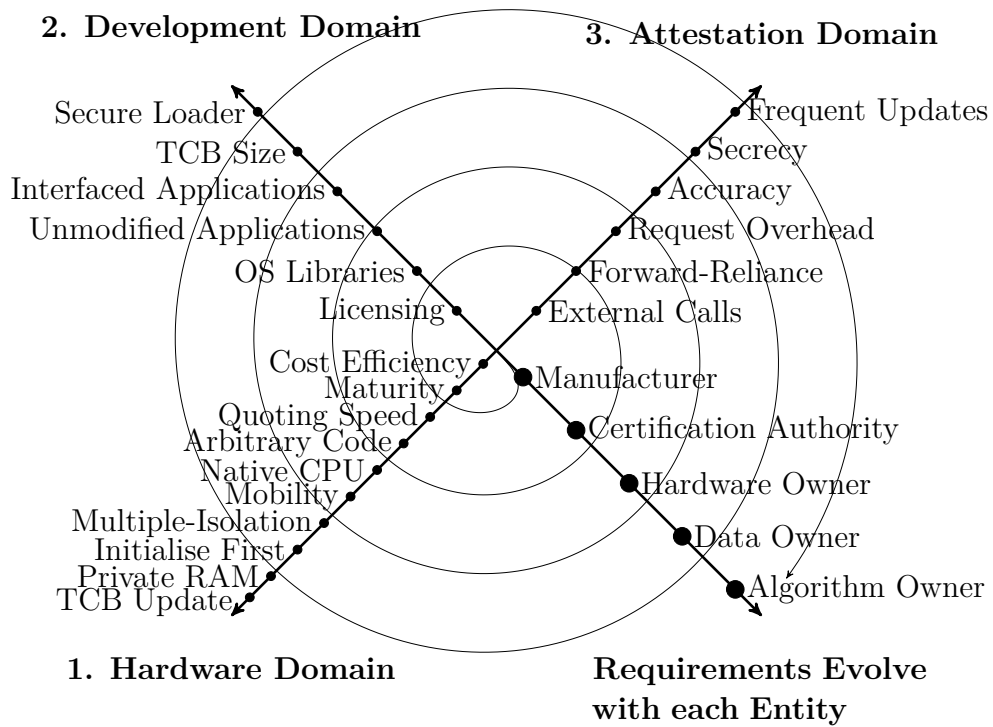 2. Development Domain
3. Attestation Domain
Secure Loader
TCB Size
Interfaced Applications
Unmodified Applications
OS Libraries
Licensing
Frequent Updates
Secrecy
Accuracy
Request Overhead
Forward-Reliance
External Calls
Cost Efficiency
Maturity
Quoting Speed
Arbitrary Code
Native CPU
Mobility
Multiple-Isolation
Initialise First
Private RAM
TCB Update
Manufacturer
Certification Authority
Hardware Owner
Data Owner
Algorithm Owner
1. Hardware Domain
Requirements Evolve
with each Entity